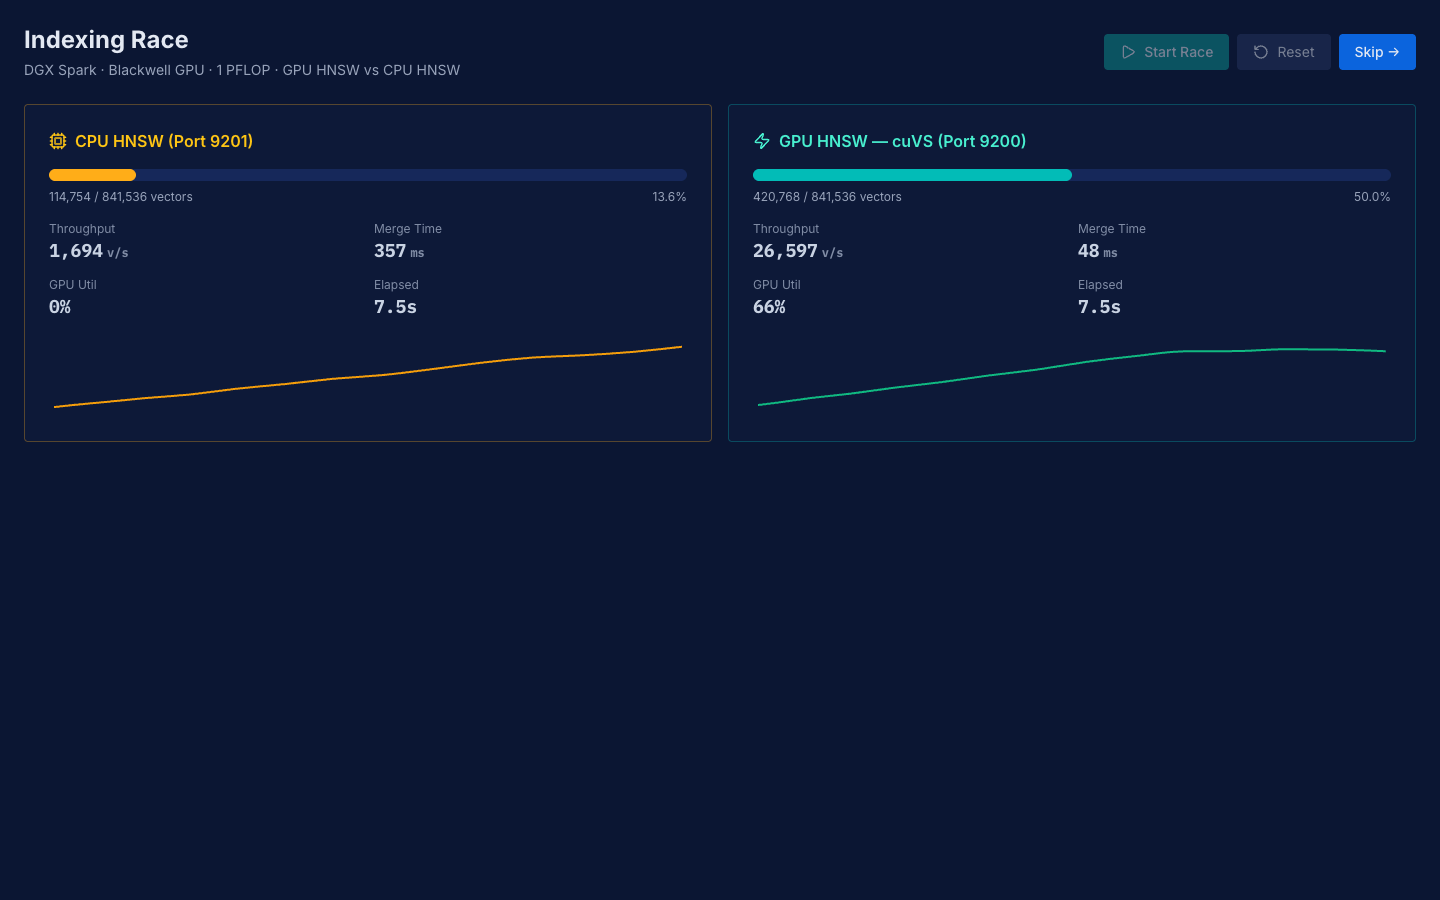 Indexing Race
DGX Spark · Blackwell GPU · 1 PFLOP · GPU HNSW vs CPU HNSW
Start Race
Reset
Skip →
CPU HNSW (Port 9201)
114,754 / 841,536 vectors
13.6%
Throughput
1,694 v/s
Merge Time
357 ms
GPU Util
0%
Elapsed
7.5s
GPU HNSW — cuVS (Port 9200)
420,768 / 841,536 vectors
50.0%
Throughput
26,597 v/s
Merge Time
48 ms
GPU Util
66%
Elapsed
7.5s